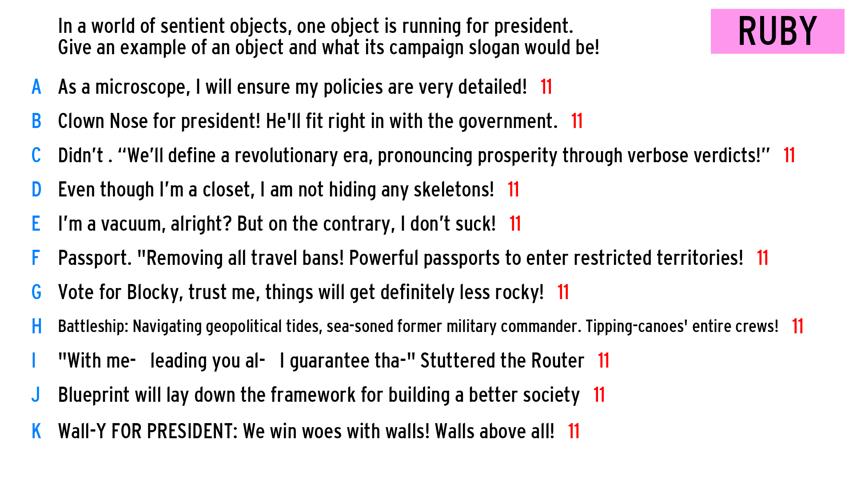 In a world of sentient objects, one object is running for president.
Give an example of an object and what its campaign slogan would be!
RUBY
A As a microscope, I will ensure my policies are very detailed! 11
B Clown Nose for president! He'll fit right in with the government. 11
C Didn’t . “We’ll define a revolutionary era, pronouncing prosperity through verbose verdicts!” 11
D Even though I’m a closet, I am not hiding any skeletons! 11
E I’m a vacuum, alright? But on the contrary, I don’t suck! 11
F Passport. "Removing all travel bans! Powerful passports to enter restricted territories! 11
G Vote for Blocky, trust me, things will get definitely less rocky! 11
H Battleship: Navigating geopolitical tides, sea-soned former military commander. Tipping-canoes' entire crews! 11
I "With me- leading you al- I guarantee tha-" Stuttered the Router 11
J Blueprint will lay down the framework for building a better society 11
K Wall-Y FOR PRESIDENT: We win woes with walls! Walls above all! 11